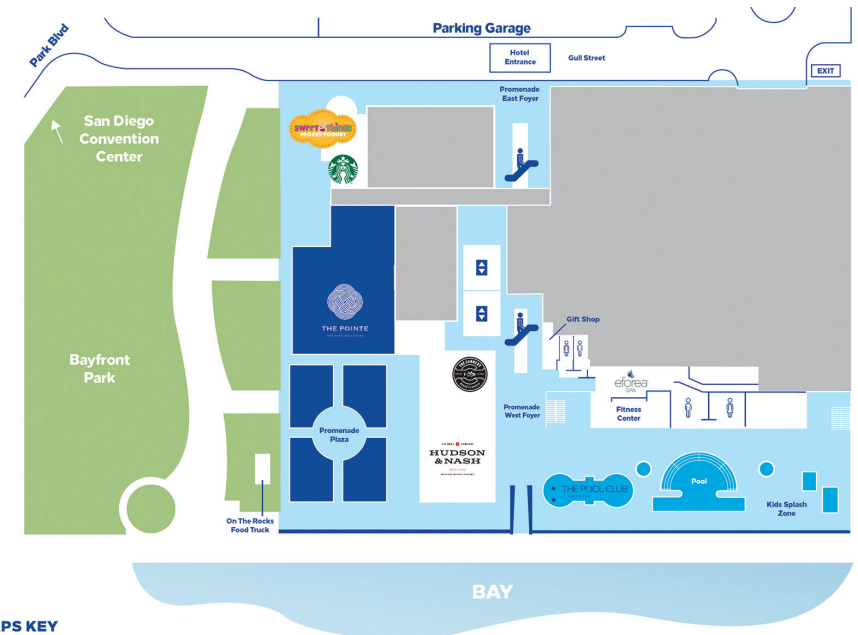 Parking Garage
Park Blvd
Hotel
Entrance
Gull Street
EXIT
Promenade
East Foyer
San Diego
Convention
Center
SWEET THINGS
FROZEN YOGURT
THE POINTE
Gift Shop
eforea
SPA
Fitness
Center
Bayfront
Park
Promenade
West Foyer
Promenade
Plaza
HUDSON
& NASH
THE POOL CLUB
Pool
Kids Splash
Zone
On The Rocks
Food Truck
BAY
PS KEY